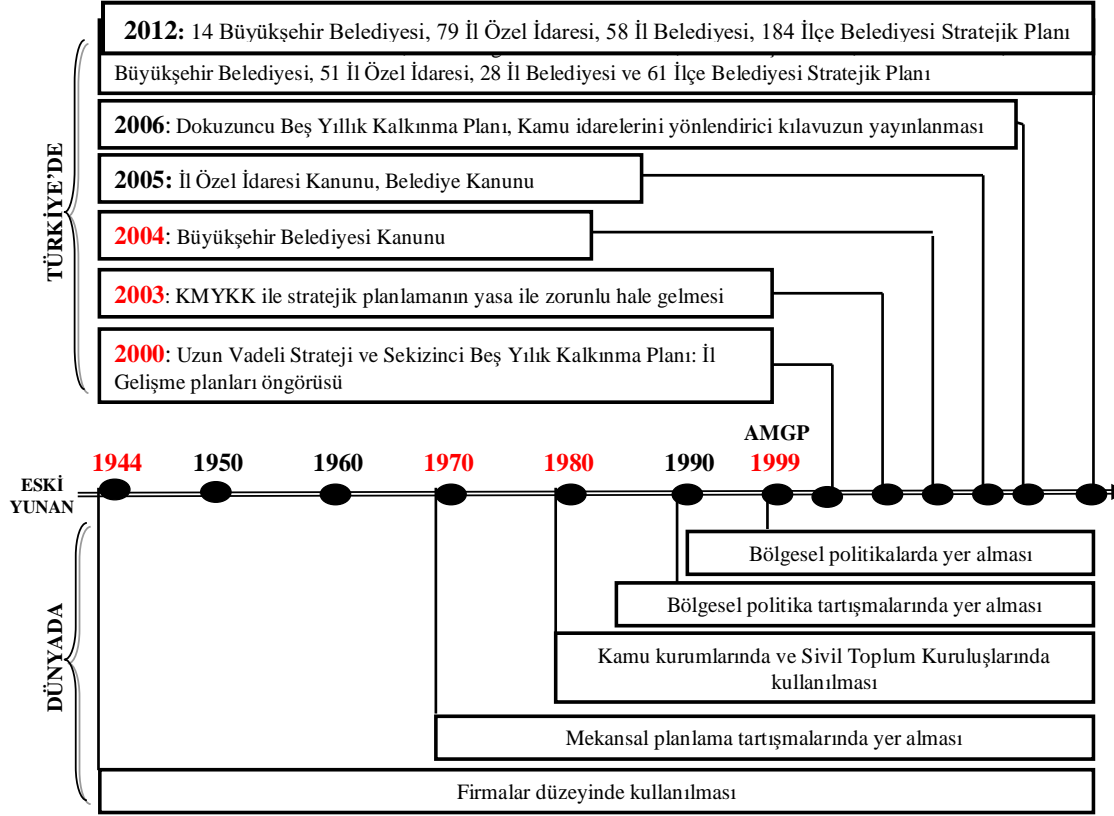 2012: 14 Büyükşehir Belediyesi, 79 İl Özel İdaresi, 58 İl Belediyesi, 184 İlçe Belediyesi Stratejik Planı
Büyükşehir Belediyesi, 51 İl Özel İdaresi, 28 İl Belediyesi ve 61 İlçe Belediyesi Stratejik Planı
2006: Dokuzuncu Beş Yıllık Kalkınma Planı, Kamu idarelerini yönlendirici kılavuzun yayınlanması
2005: İl Özel İdaresi Kanunu, Belediye Kanunu
2004: Büyükşehir Belediyesi Kanunu
2003: KMYKK ile stratejik planlamanın yasa ile zorunlu hale gelmesi
2000: Uzun Vadeli Strateji ve Sekizinci Beş Yılık Kalkınma Planı: İl
Gelişme planları öngörüsü
TÜRKİYE'DE
AMGP
1944 1950 1960 1970 1980 1990 1999
ESKİ
YUNAN
DÜNYADA
Bölgesel politikalarda yer alması
Bölgesel politika tartışmalarında yer alması
Kamu kurumlarında ve Sivil Toplum Kuruluşlarında
kullanılması
Mekansal planlama tartışmalarında yer alması
Firmalar düzeyinde kullanılması